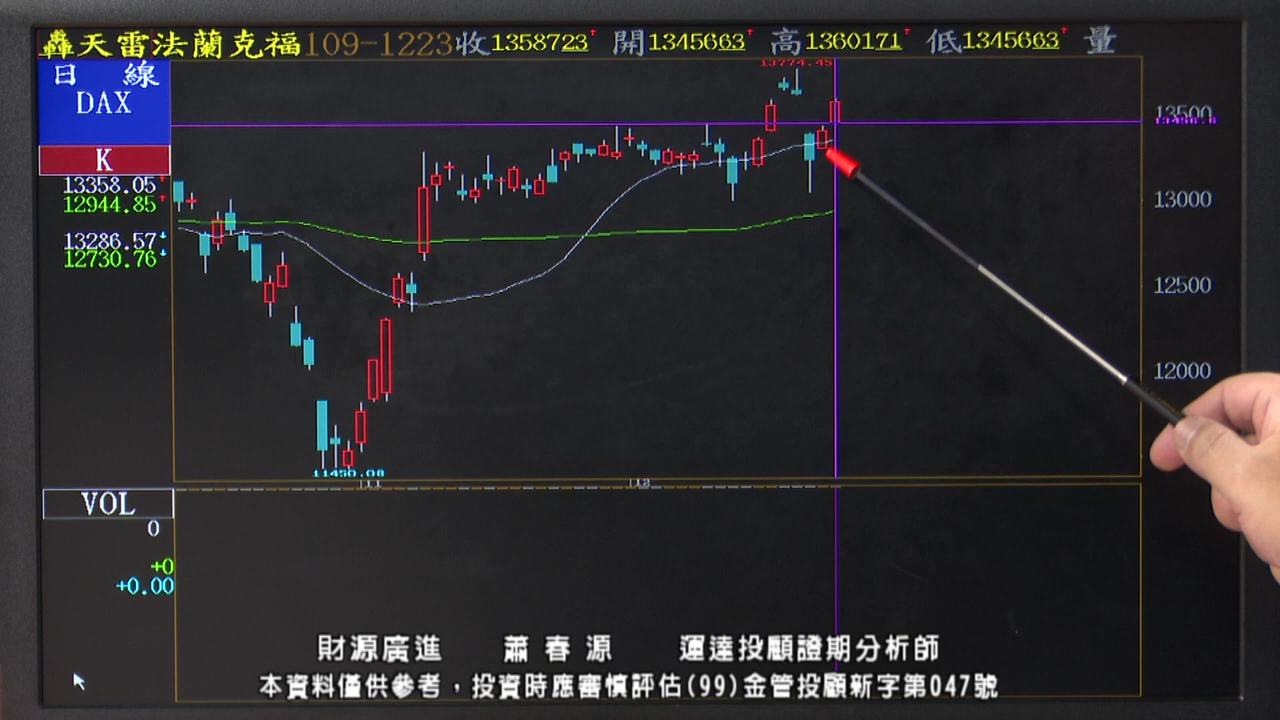 轟天雷法蘭克福109-1223收1358723↑ 開1345663↑ 高1360171↑ 低1345663↑ 量
日 線
DAX
K
13358.05↑
12944.85↑
13286.57↓
12730.76↓
13774.45
13500
13000
12500
12000
11450.08
11
12
VOL
0
+0
+0.00
財源廣進 蕭春源 運達投顧證期分析師
本資料僅供參考，投資時應審慎評估(99)金管投顧新字第047號